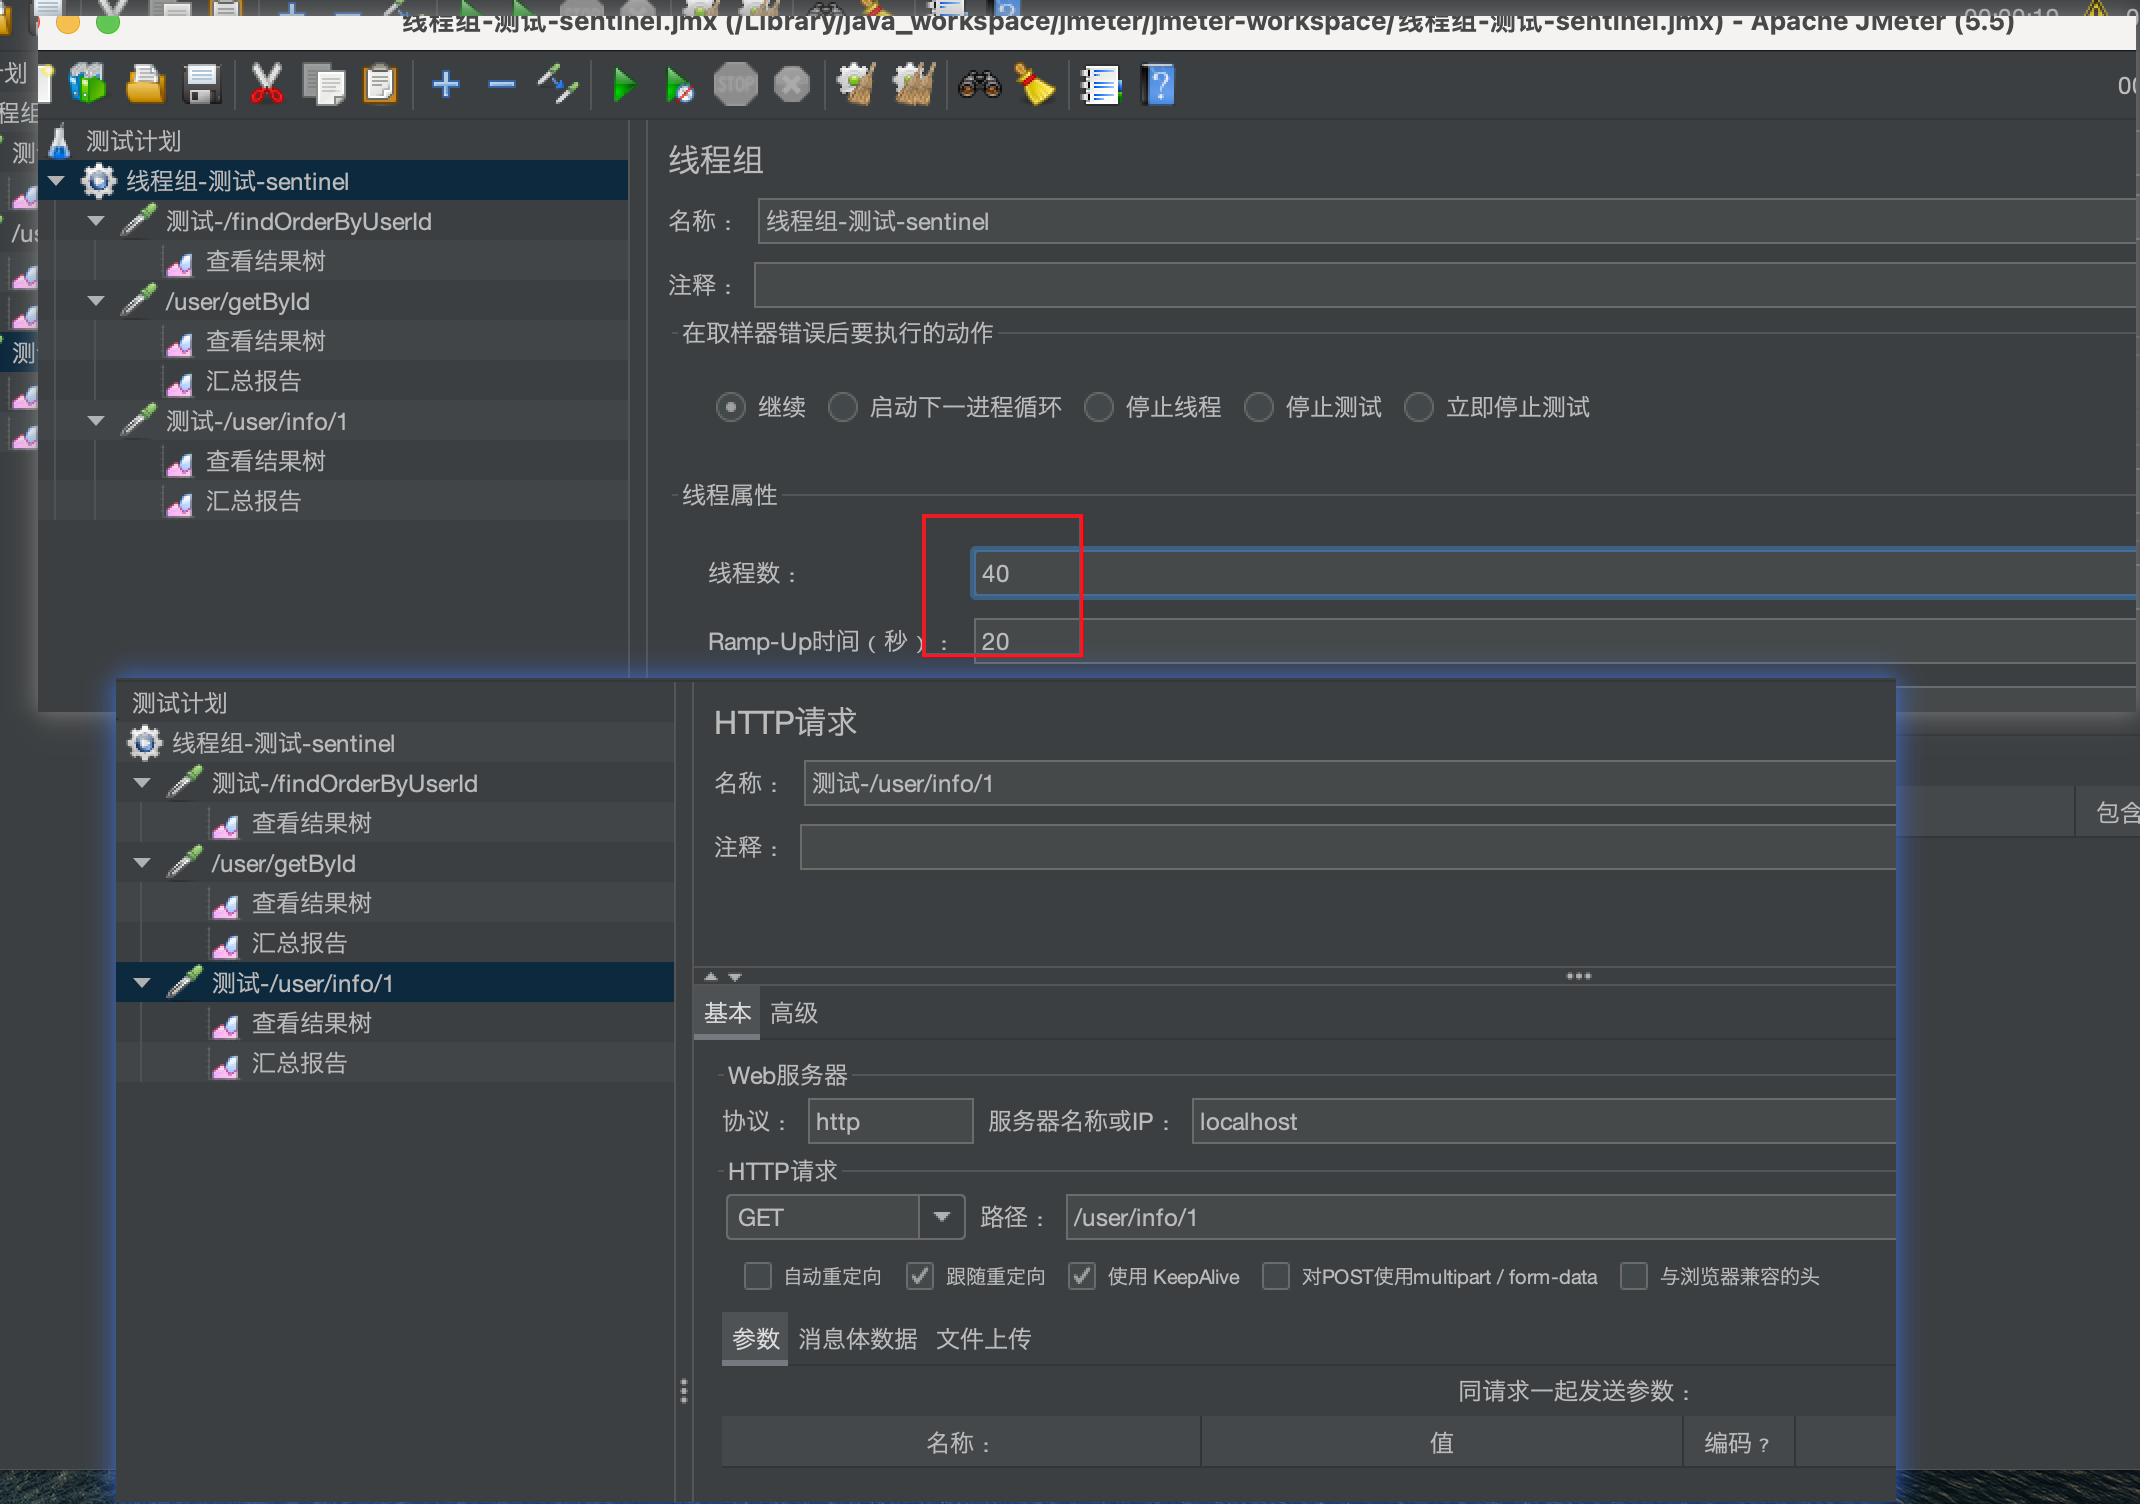 线程组-测试-sentinel.jmx (/Library/java_workspace/jmeter/jmeter-workspace/线程组-测试-sentinel.jmx) - Apache JMeter (5.5)
STOP
测试计划
线程组-测试-sentinel
测试-/findOrderByUserId
查看结果树
/user/getById
查看结果树
汇总报告
测试-/user/info/1
查看结果树
汇总报告
线程组
名称：
线程组-测试-sentinel
注释：
在取样器错误后要执行的动作
继续 启动下一进程循环 停止线程 停止测试 立即停止测试
线程属性
线程数：
40
Ramp-Up时间（秒）：
20
测试计划
线程组-测试-sentinel
测试-/findOrderByUserId
查看结果树
/user/getById
查看结果树
汇总报告
测试-/user/info/1
查看结果树
汇总报告
HTTP请求
名称：
测试-/user/info/1
注释：
基本 高级
Web服务器
协议：
http
服务器名称或IP：
localhost
HTTP请求
GET
路径：
/user/info/1
自动重定向 跟随重定向 使用 KeepAlive 对POST使用multipart / form-data 与浏览器兼容的头
参数 消息体数据 文件上传
同请求一起发送参数：
名称： 值 编码？
包含